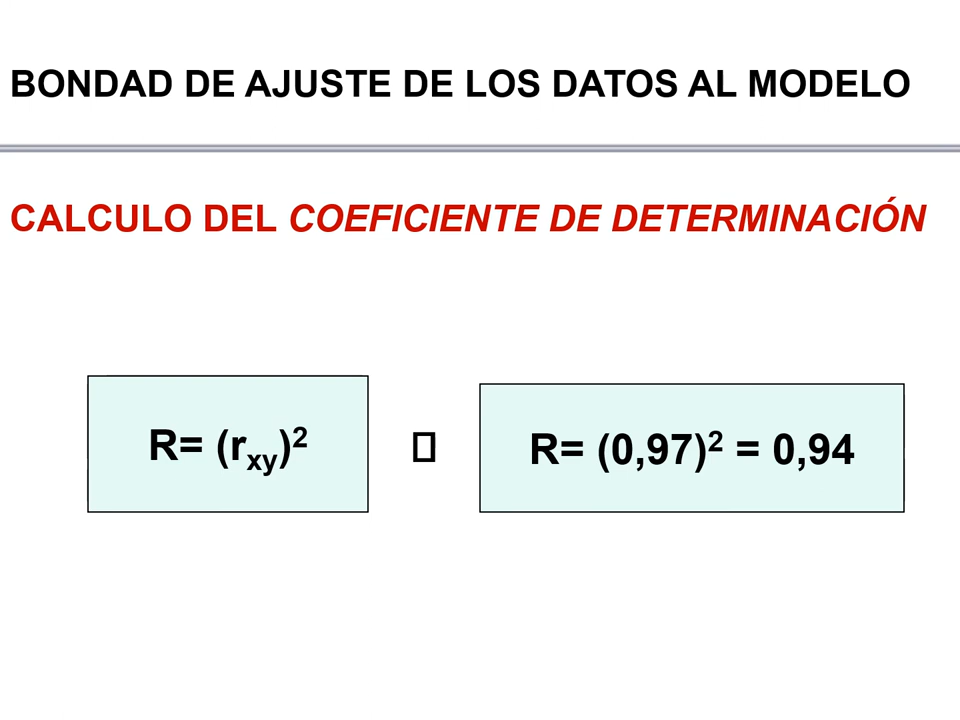 BONDAD DE AJUSTE DE LOS DATOS AL MODELO
CALCULO DEL COEFICIENTE DE DETERMINACIÓN
R= (rxy)²
R= (0,97)² = 0,94